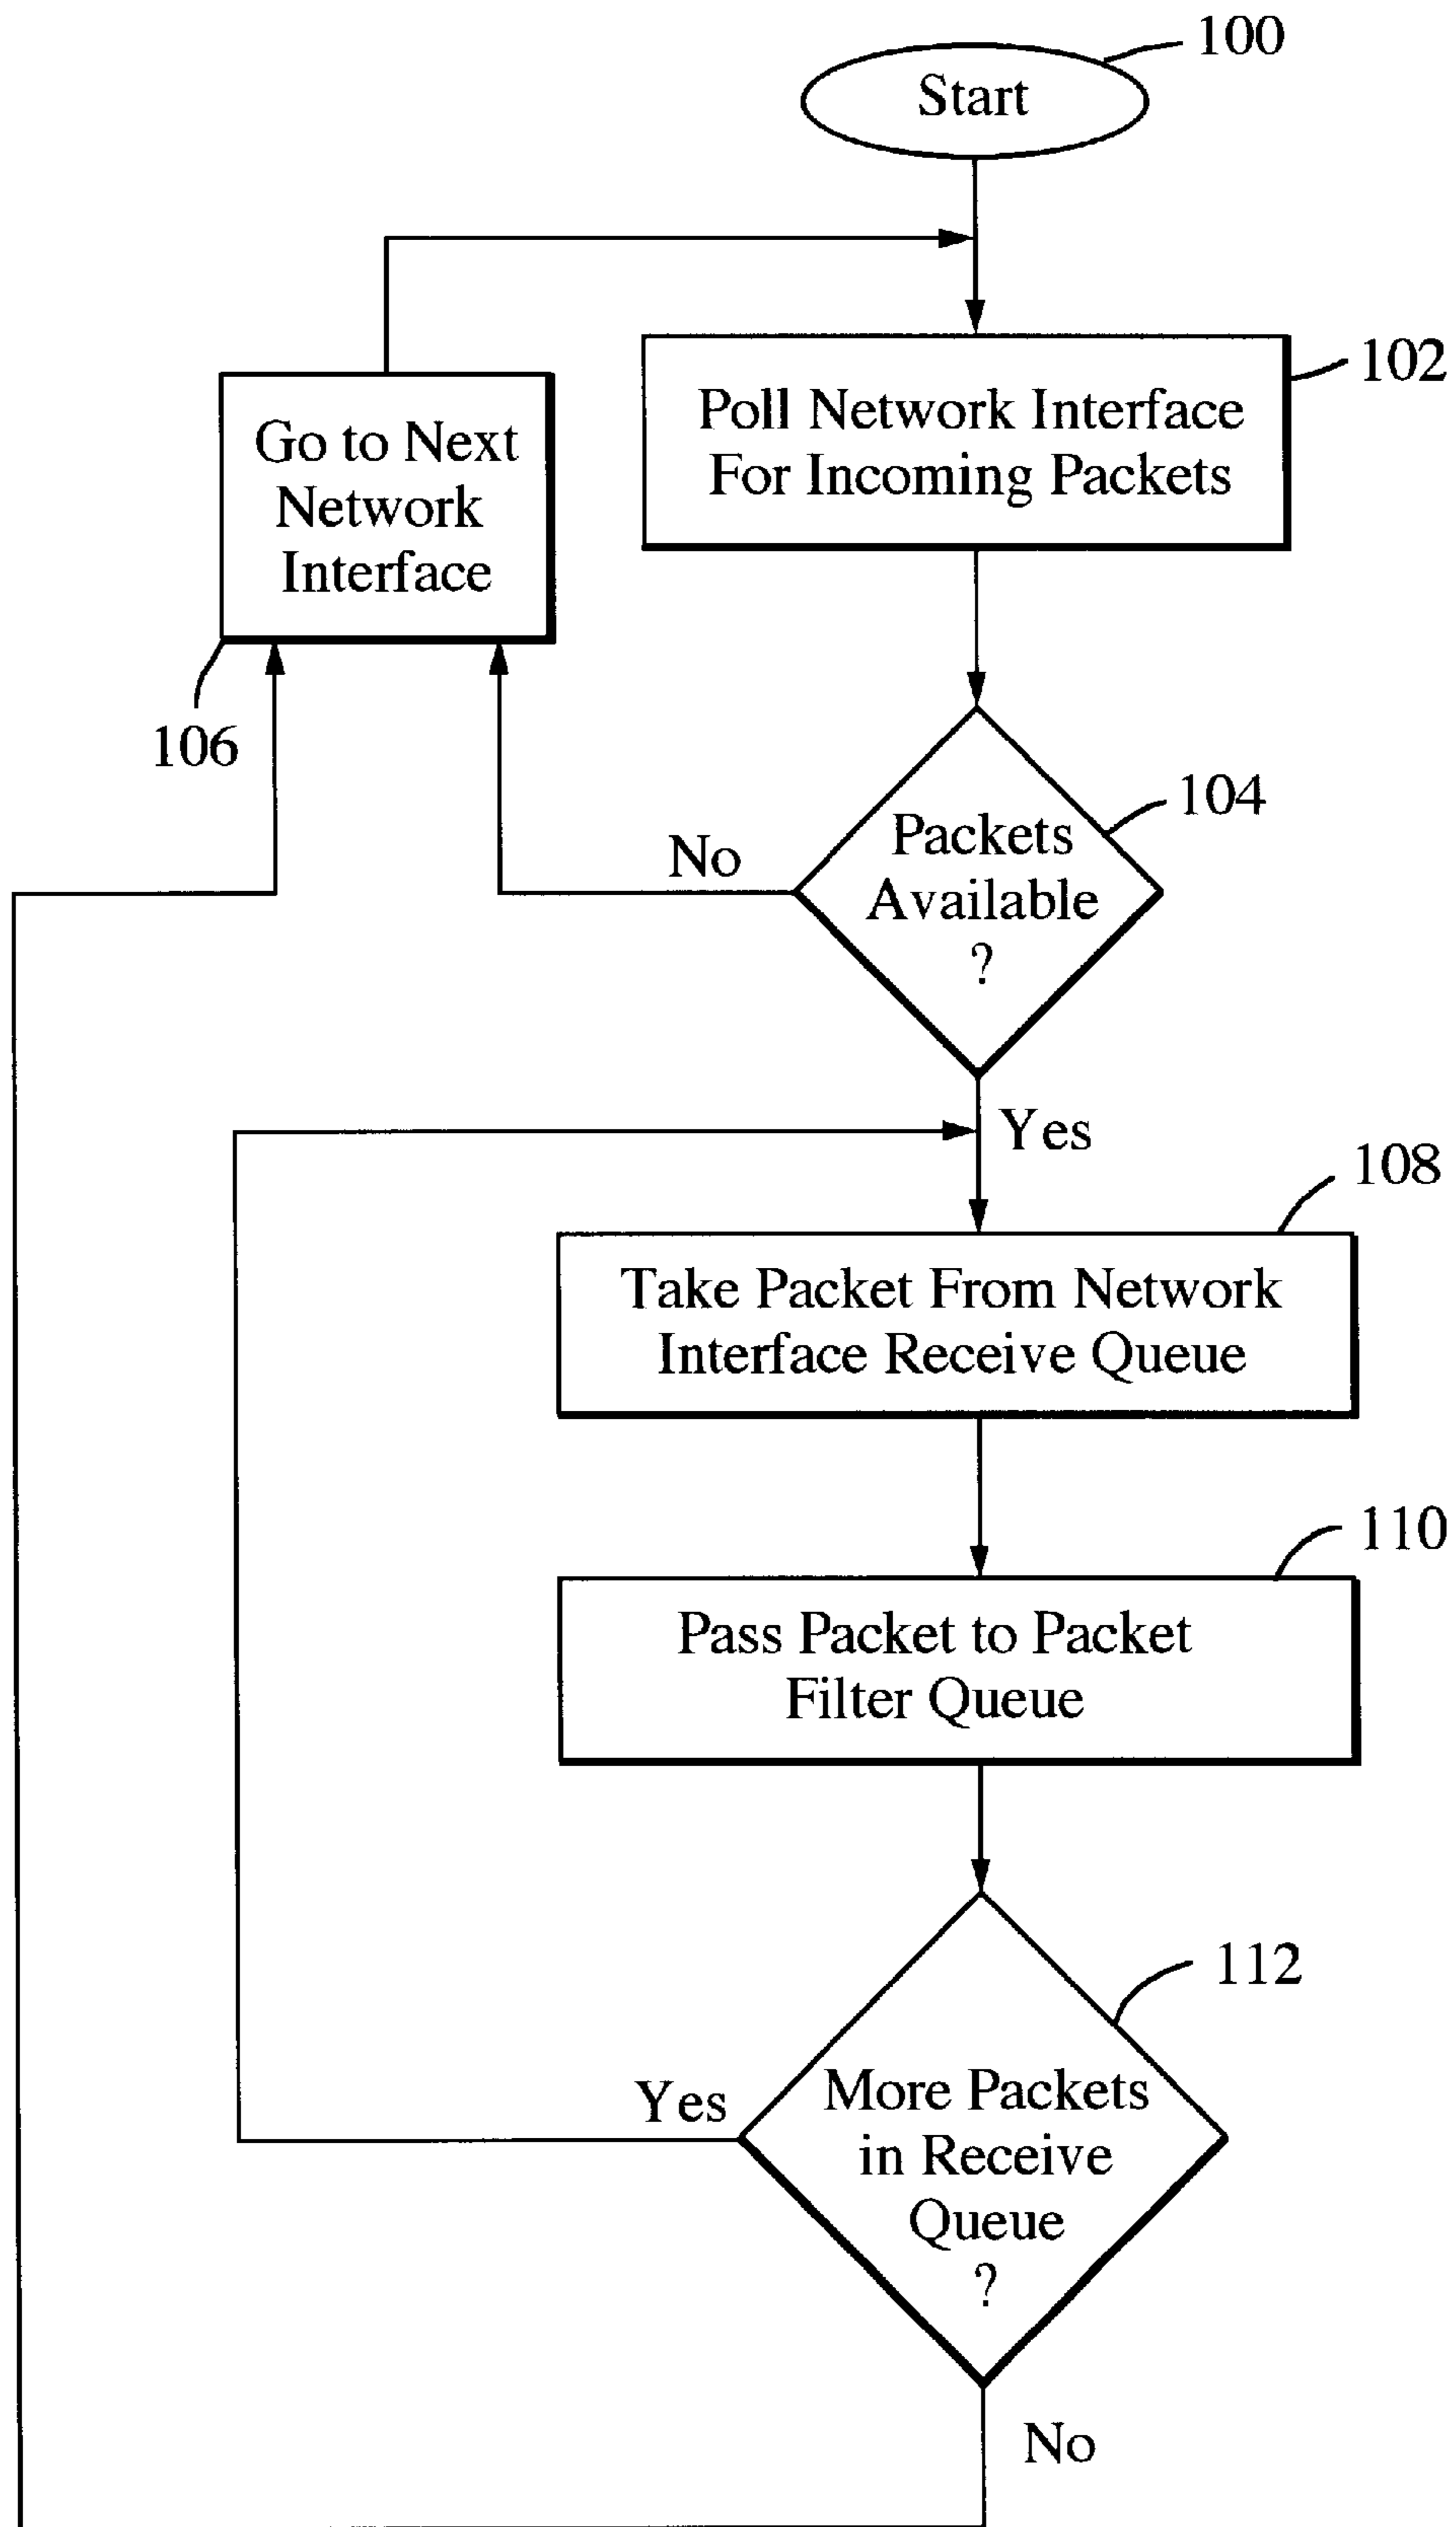 100
Start
102
Poll Network Interface
For Incoming Packets
Go to Next
Network
Interface
106
104
Packets
Available
?
No
Yes
108
Take Packet From Network
Interface Receive Queue
110
Pass Packet to Packet
Filter Queue
112
More Packets
in Receive
Queue
?
Yes
No